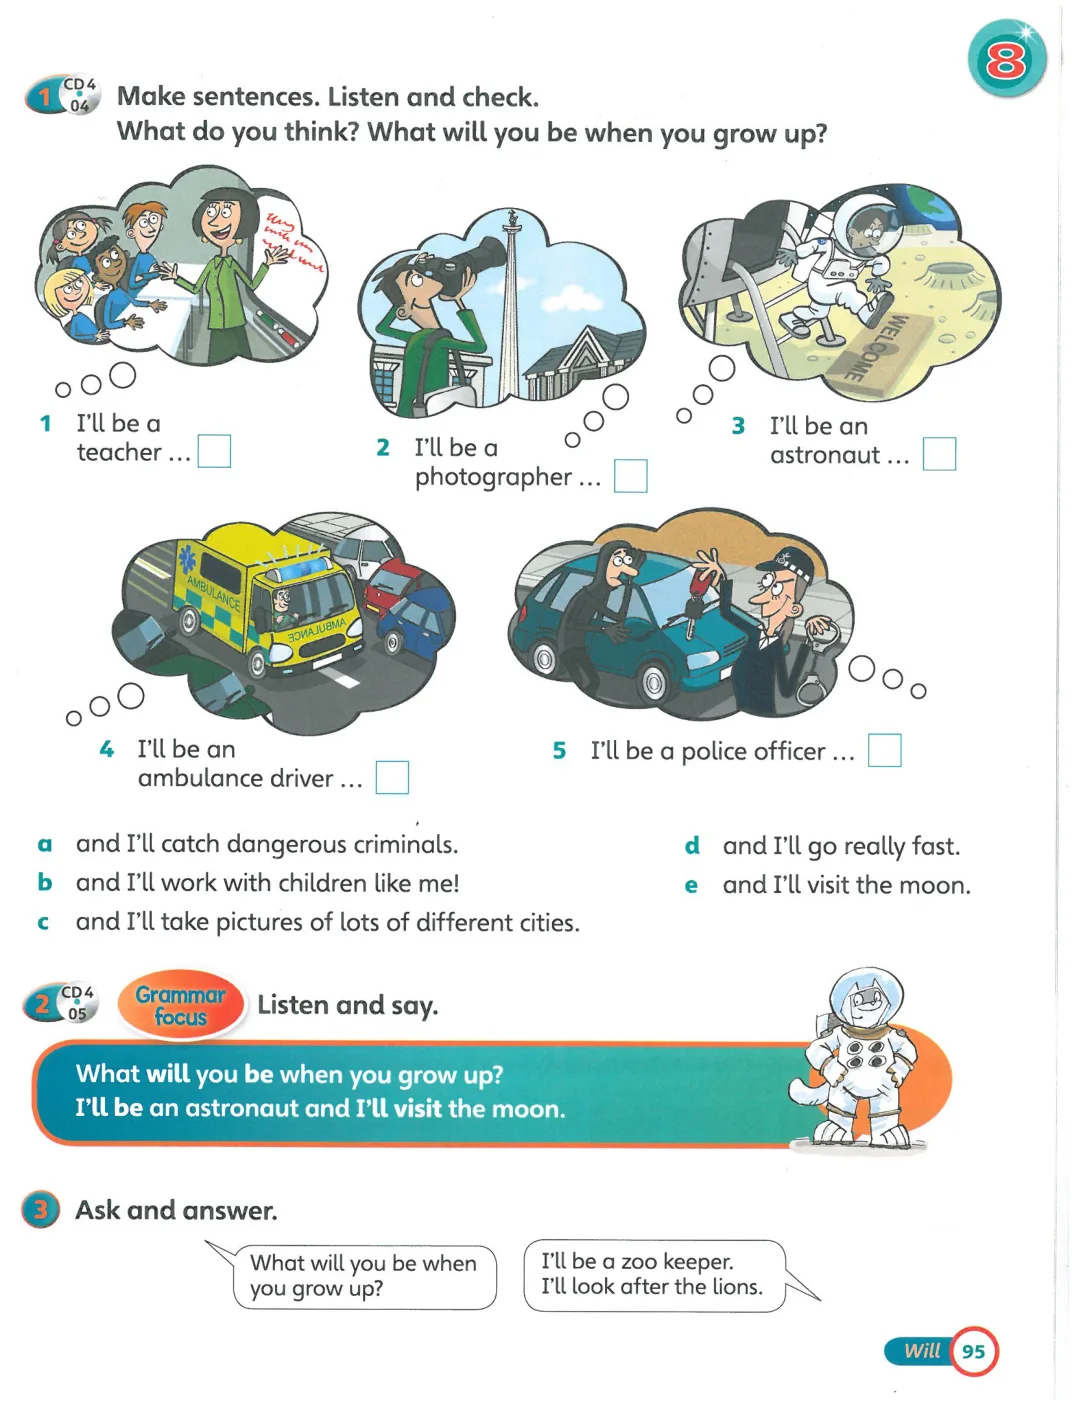 8
1 CD4 04 Make sentences. Listen and check.
What do you think? What will you be when you grow up?
WELCOME
1 I'll be a
teacher ...
2 I'll be a
photographer ...
3 I'll be an
astronaut ...
AMBULANCE
AMBULANCE
4 I'll be an
ambulance driver ...
5 I'll be a police officer ...
a and I'll catch dangerous criminals.
b and I'll work with children like me!
c and I'll take pictures of lots of different cities.
d and I'll go really fast.
e and I'll visit the moon.
2 CD4 05 Grammar focus Listen and say.
What will you be when you grow up?
I'll be an astronaut and I'll visit the moon.
3 Ask and answer.
What will you be when
you grow up?
I'll be a zoo keeper.
I'll look after the lions.
Will 95